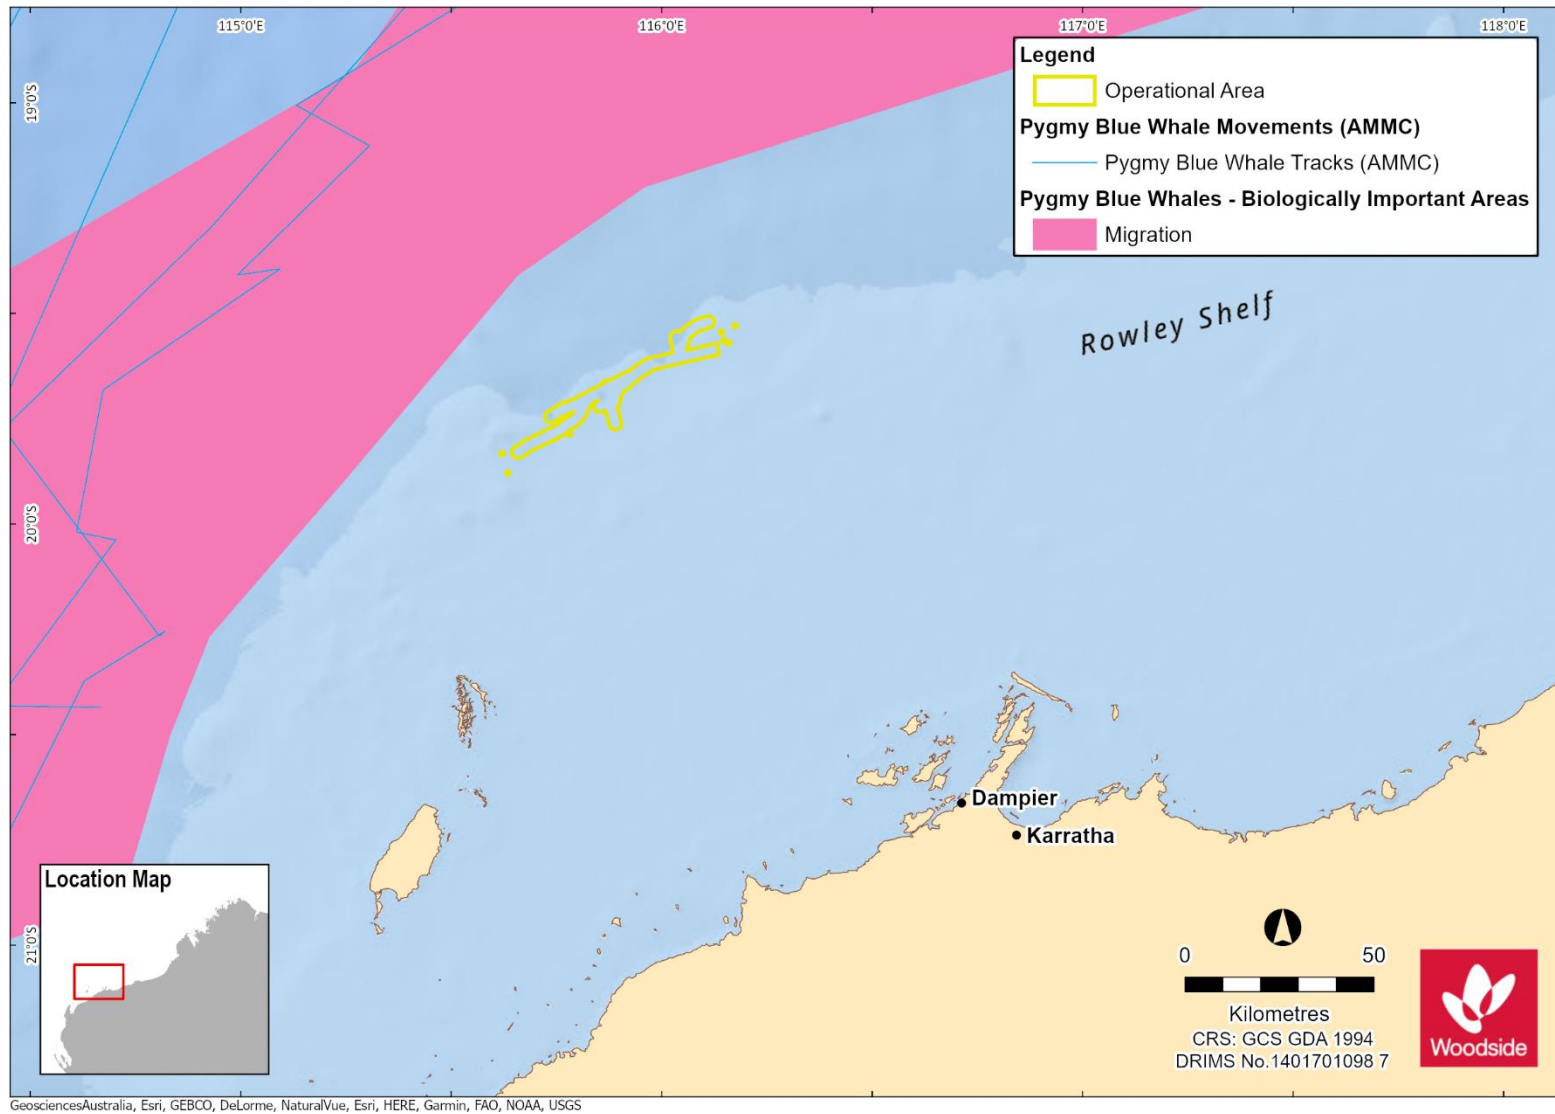 115°0'E
116°0'E
117°0'E
118°0'E
19°0'S
20°0'S
21°0'S
Legend
Operational Area
Pygmy Blue Whale Movements (AMMC)
Pygmy Blue Whale Tracks (AMMC)
Pygmy Blue Whales - Biologically Important Areas
Migration
Rowley Shelf
Dampier
Karratha
Location Map
0 50
Kilometres
CRS: GCS GDA 1994
DRIMS No.1401701098 7
Woodside
GeosciencesAustralia, Esri, GEBCO, DeLorme, NaturalVue, Esri, HERE, Garmin, FAO, NOAA, USGS